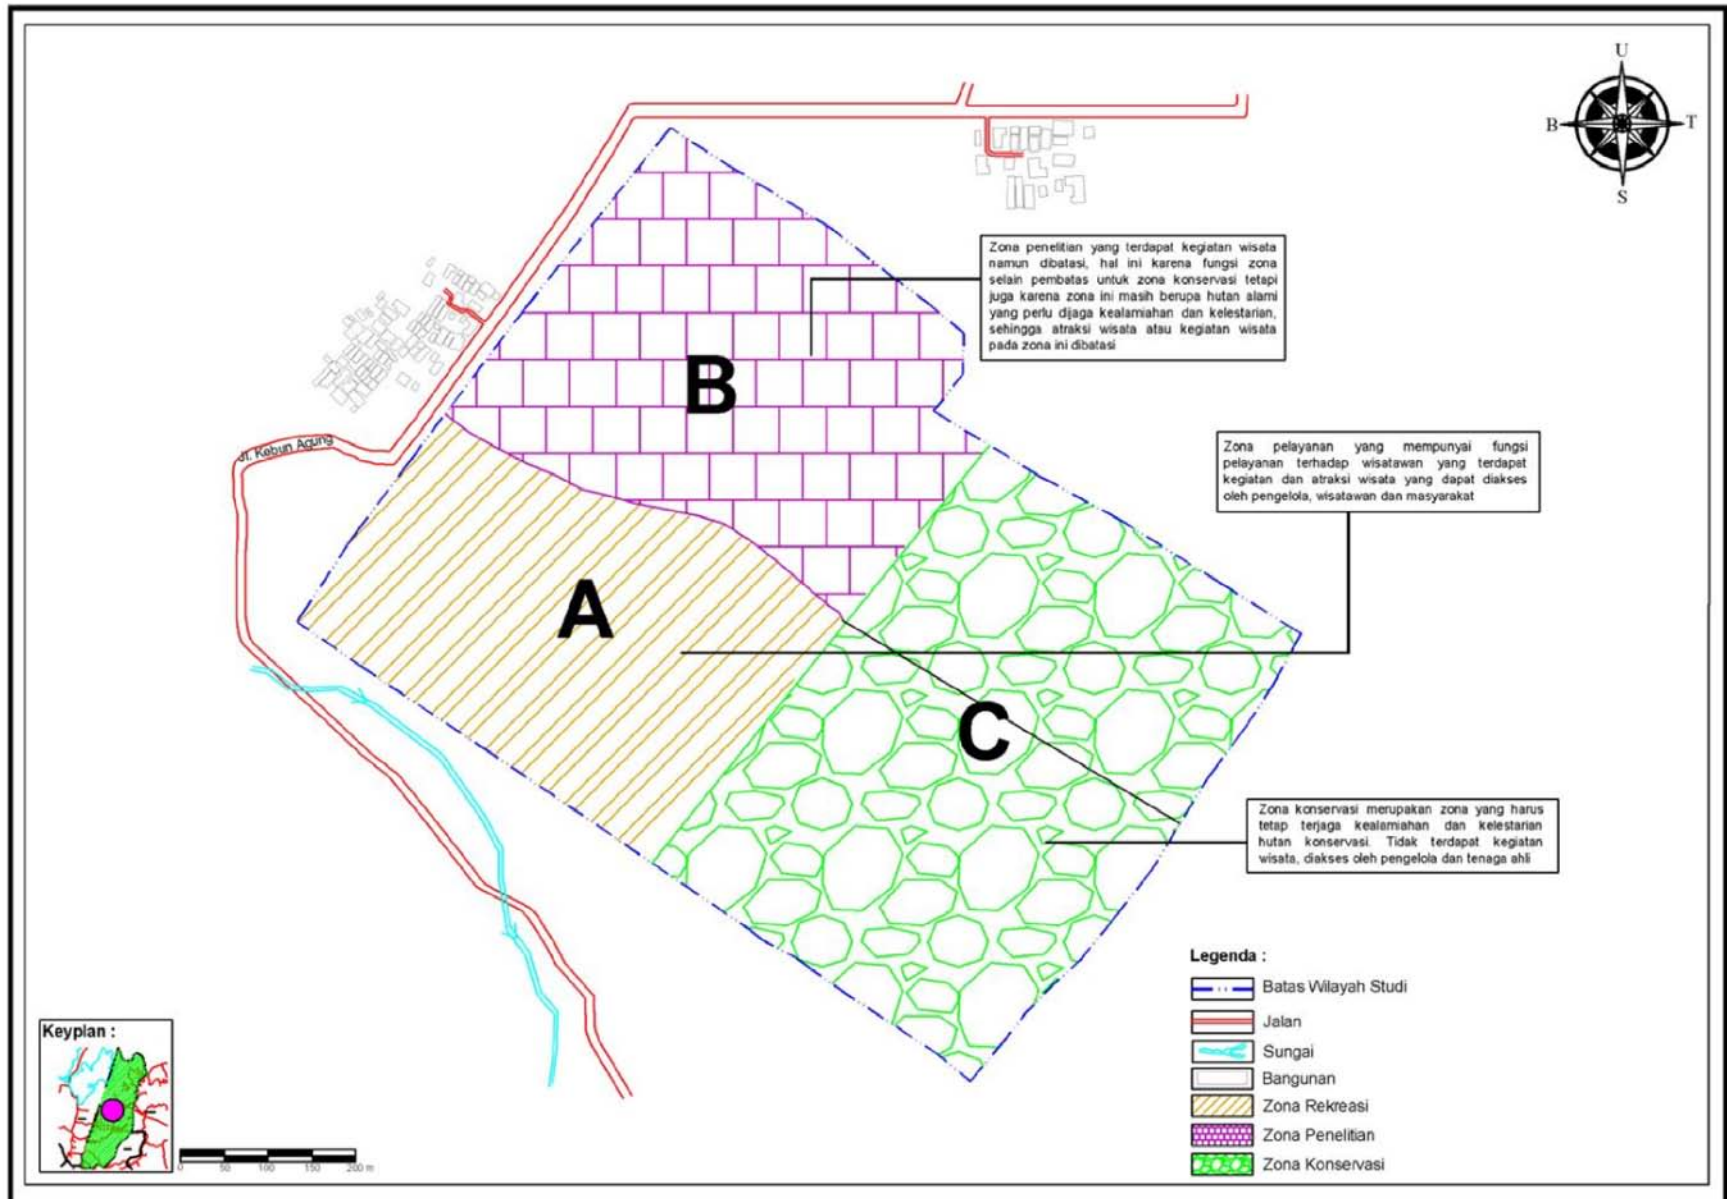 U
B
T
S
Zona penelitian yang terdapat kegiatan wisata
namun dibatasi, hal ini karena fungsi zona
selain pembatas untuk zona konservasi tetapi
juga karena zona ini masih berupa hutan alami
yang perlu dijaga kealamiahan dan kelestarian,
sehingga atraksi wisata atau kegiatan wisata
pada zona ini dibatasi
B
Jl. Kebun Agung
Zona pelayanan yang mempunyai fungsi
pelayanan terhadap wisatawan yang terdapat
kegiatan dan atraksi wisata yang dapat diakses
oleh pengelola, wisatawan dan masyarakat
A
C
Zona konservasi merupakan zona yang harus
tetap terjaga kealamiahan dan kelestarian
hutan konservasi. Tidak terdapat kegiatan
wisata, diakses oleh pengelola dan tenaga ahli
Legenda :
Batas Wilayah Studi
Jalan
Sungai
Bangunan
Zona Rekreasi
Zona Penelitian
Zona Konservasi
Keyplan :
0 50 100 150 200 m